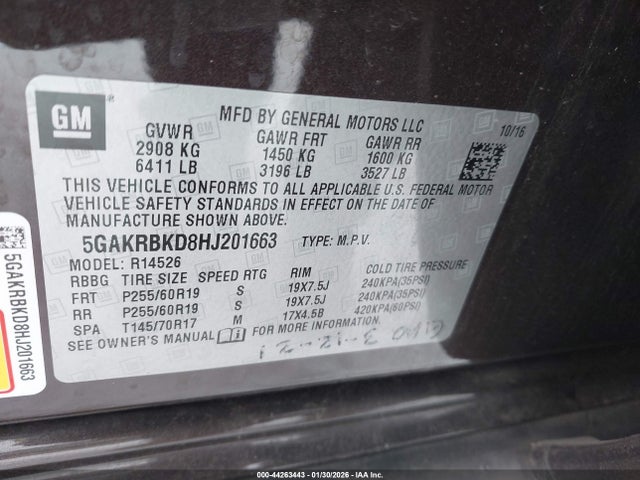 GM
MFD BY GENERAL MOTORS LLC
10/16
GVWR GAWR FRT GAWR RR
2908 KG 1450 KG 1600 KG
6411 LB 3196 LB 3527 LB
THIS VEHICLE CONFORMS TO ALL APPLICABLE U.S. FEDERAL MOTOR
VEHICLE SAFETY STANDARDS IN EFFECT ON THE DATE OF
MANUFACTURE SHOWN ABOVE.
5GAKRBKD8HJ201663 TYPE: M.P.V.
MODEL: R14526
RBBG TIRE SIZE SPEED RTG RIM COLD TIRE PRESSURE
FRT P255/60R19 S 19X7.5J 240KPA(35PSI)
RR P255/60R19 S 19X7.5J 240KPA(35PSI)
SPA T145/70R17 M 17X4.5B 420KPA(60PSI)
SEE OWNER'S MANUAL FOR MORE INFORMATION
5GAKRBKD8HJ201663
000-44263443 | 01/30/2026 - IAA Inc.